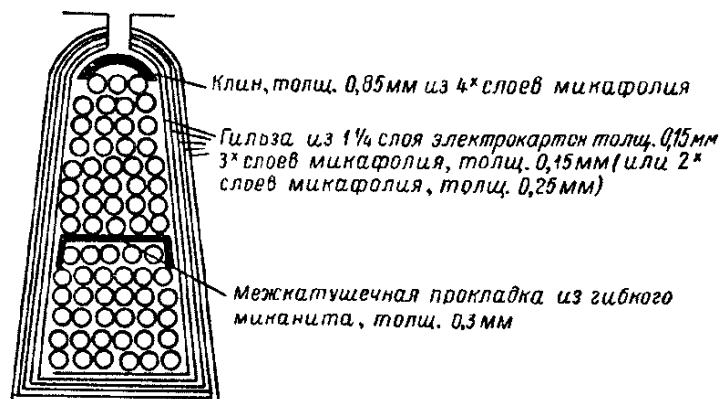 Клин, толщ. 0,85мм из 4ˣ слоев микафолия
Гильза из 1¼ слоя электрокартон толщ. 0,15мм
3ˣ слоев микафолия, толщ. 0,15мм (или 2ˣ
слоев микафолия, толщ. 0,25мм)
Межкатушечная прокладка из гибкого
миканита, толщ. 0,3мм